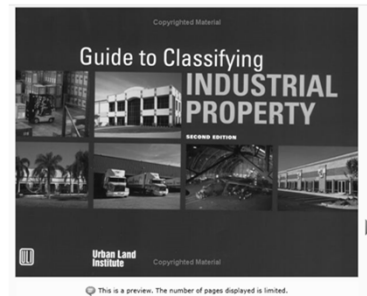 Copyrighted Material
Guide to Classifying
INDUSTRIAL
PROPERTY
SECOND EDITION
ULI
Urban Land
Institute
Copyrighted Material
This is a preview. The number of pages displayed is limited.